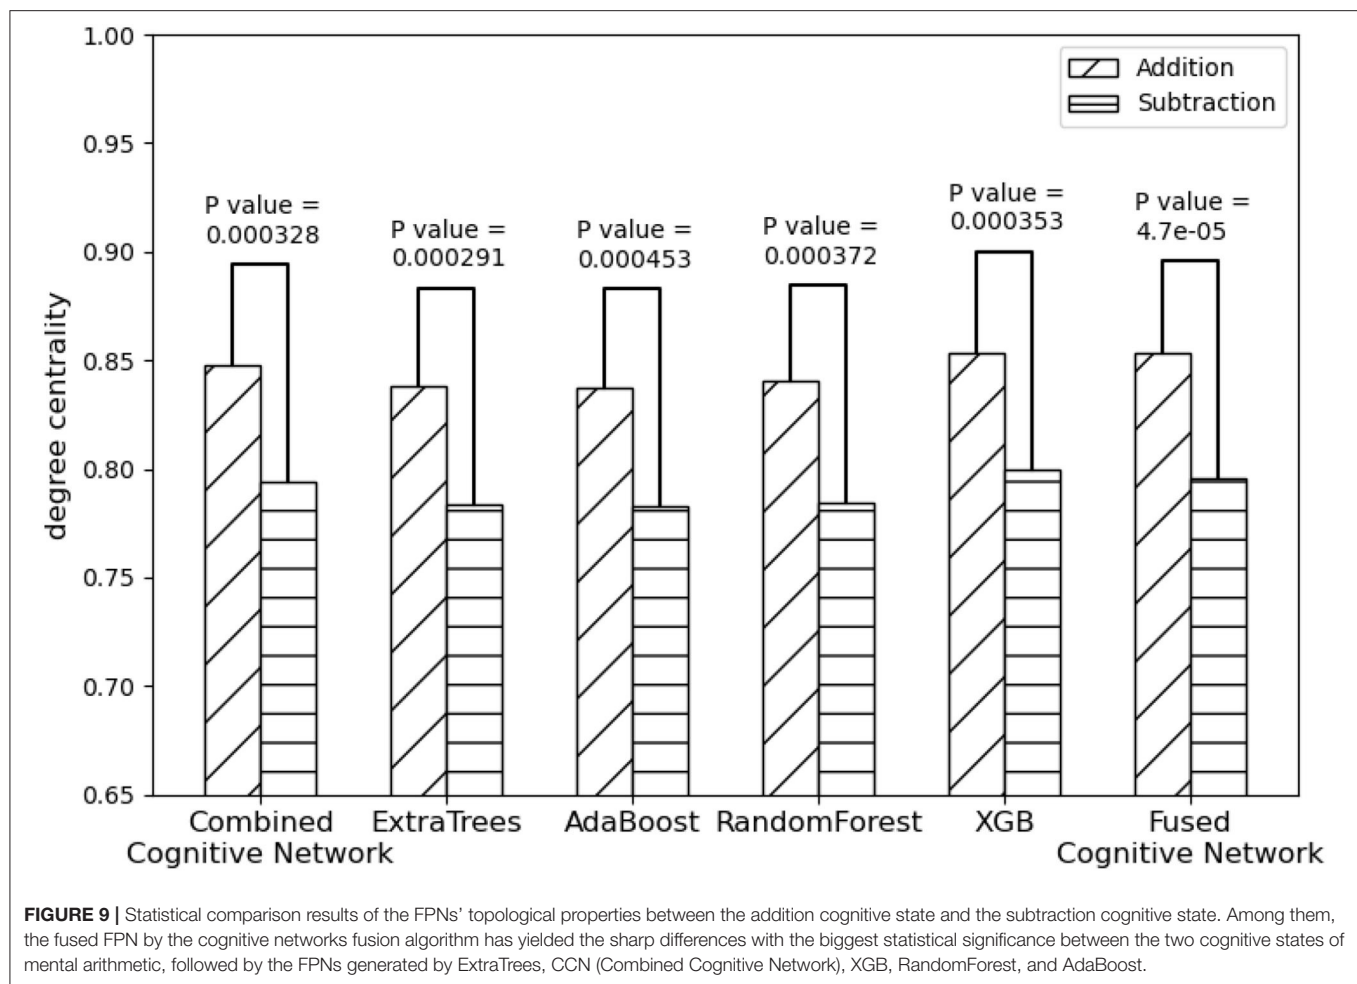 1.00
0.95
0.90
0.85
0.80
0.75
0.70
0.65
degree centrality
Addition
Subtraction
P value =
0.000328
P value =
0.000291
P value =
0.000453
P value =
0.000372
P value =
0.000353
P value =
4.7e-05
Combined
Cognitive Network
ExtraTrees
AdaBoost
RandomForest
XGB
Fused
Cognitive Network
FIGURE 9 | Statistical comparison results of the FPNs' topological properties between the addition cognitive state and the subtraction cognitive state. Among them,
the fused FPN by the cognitive networks fusion algorithm has yielded the sharp differences with the biggest statistical significance between the two cognitive states of
mental arithmetic, followed by the FPNs generated by ExtraTrees, CCN (Combined Cognitive Network), XGB, RandomForest, and AdaBoost.